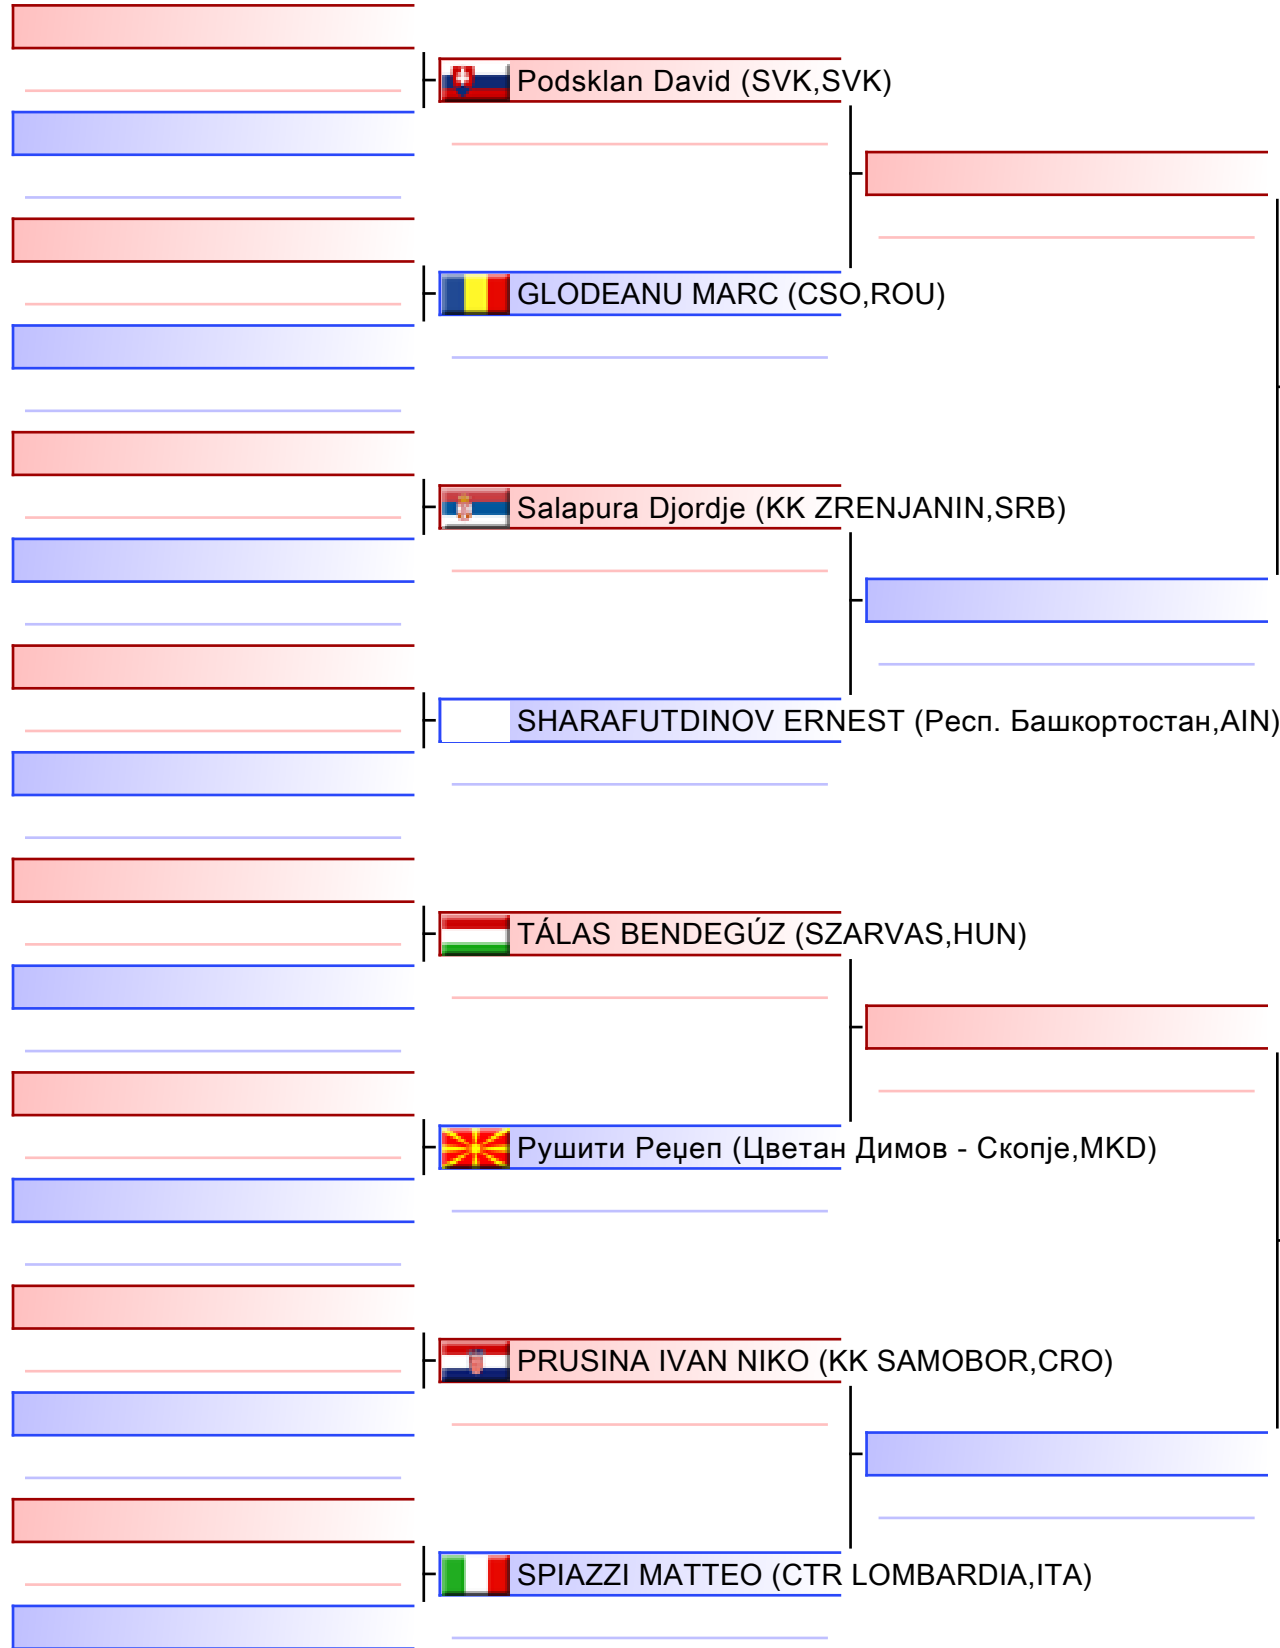 Podsklan David (SVK,SVK)
GLODEANU MARC (CSO,ROU)
Salapura Djordje (KK ZRENJANIN,SRB)
SHARAFUTDINOV ERNEST (Респ. Башкортостан,AIN)
TÁLAS BENDEGÚZ (SZARVAS,HUN)
Рушити Реџеп (Цветан Димов - Скопје,MKD)
PRUSINA IVAN NIKO (KK SAMOBOR,CRO)
SPIAZZI MATTEO (CTR LOMBARDIA,ITA)